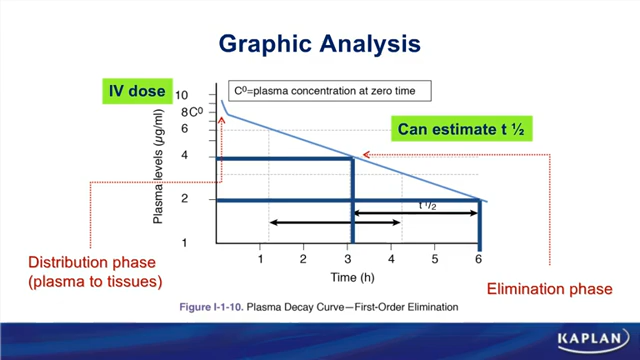 Graphic Analysis
IV dose
C⁰=plasma concentration at zero time
Can estimate t ½
Plasma levels (µg/ml)
10
8C⁰
6
4
2
1
t 1/2
1 2 3 4 5 6
Time (h)
Distribution phase
(plasma to tissues)
Elimination phase
Figure I-1-10. Plasma Decay Curve—First-Order Elimination
KAPLAN